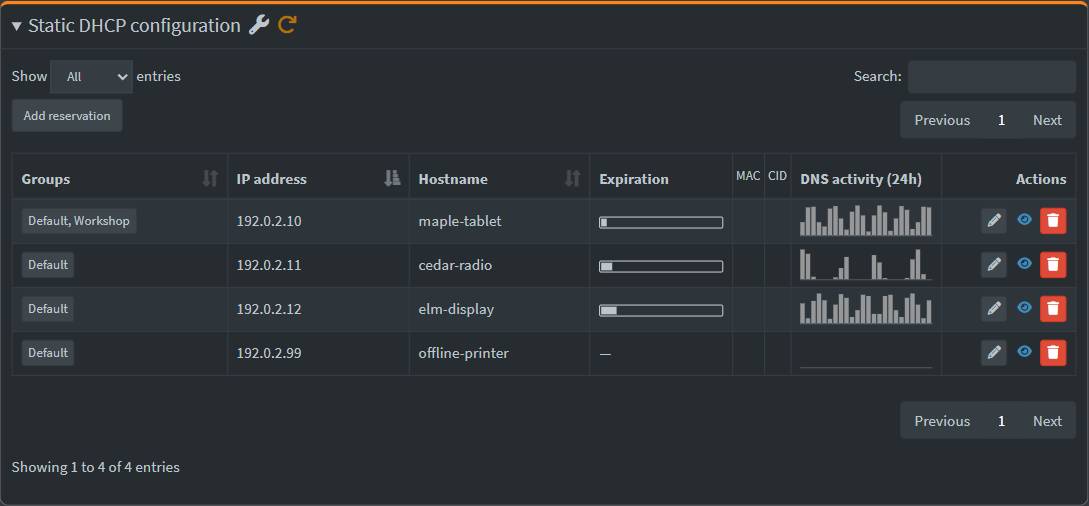 Static DHCP configuration
Show All entries Search:
Add reservation Previous 1 Next
Groups IP address Hostname Expiration MAC CID DNS activity (24h) Actions
Default, Workshop 192.0.2.10 maple-tablet
Default 192.0.2.11 cedar-radio
Default 192.0.2.12 elm-display
Default 192.0.2.99 offline-printer —
Previous 1 Next
Showing 1 to 4 of 4 entries